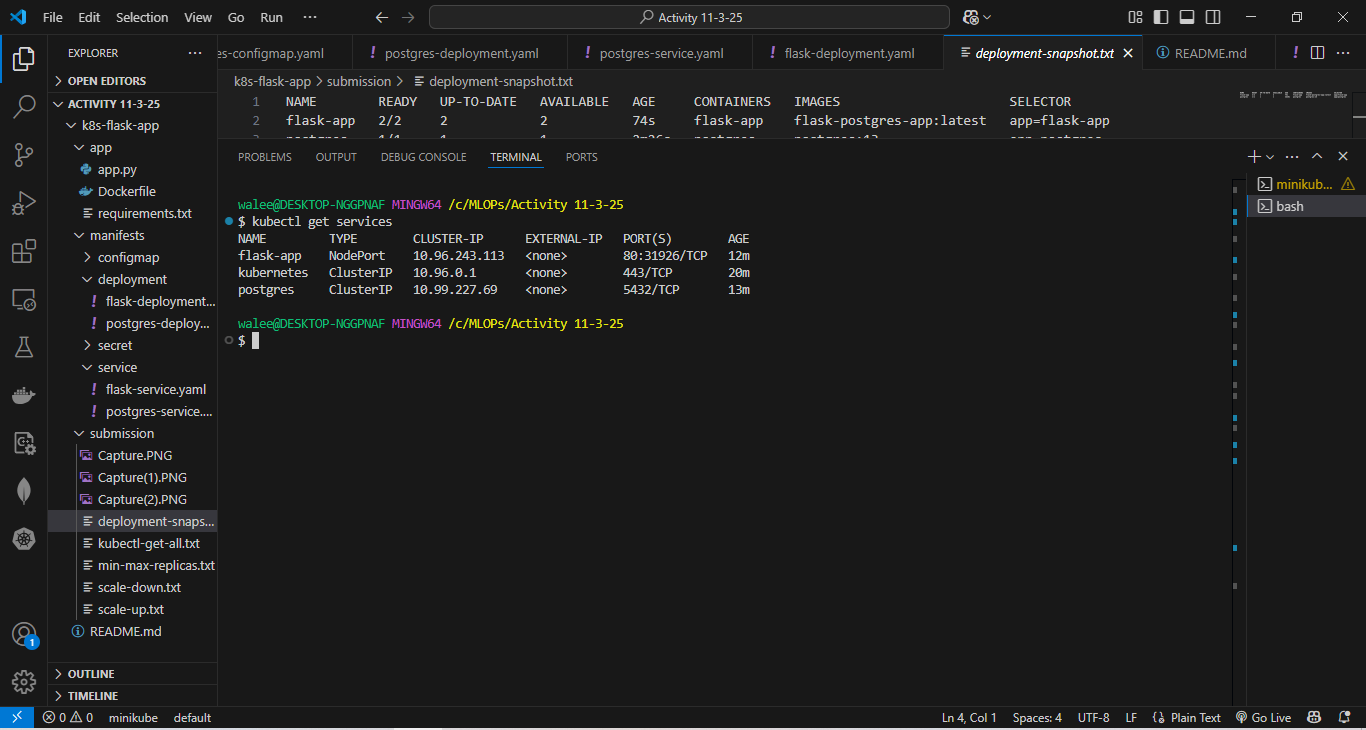 File Edit Selection View Go Run ··· Activity 11-3-25
EXPLORER ···
OPEN EDITORS
ACTIVITY 11-3-25
k8s-flask-app
app
app.py
Dockerfile
requirements.txt
manifests
configmap
deployment
flask-deployment...
postgres-deploy...
secret
service
flask-service.yaml
postgres-service....
submission
Capture.PNG
Capture(1).PNG
Capture(2).PNG
deployment-snaps...
kubectl-get-all.txt
min-max-replicas.txt
scale-down.txt
scale-up.txt
README.md
OUTLINE
TIMELINE
es-configmap.yaml ! postgres-deployment.yaml ! postgres-service.yaml ! flask-deployment.yaml deployment-snapshot.txt README.md !
k8s-flask-app > submission > deployment-snapshot.txt
1 NAME READY UP-TO-DATE AVAILABLE AGE CONTAINERS IMAGES SELECTOR
2 flask-app 2/2 2 2 74s flask-app flask-postgres-app:latest app=flask-app
PROBLEMS OUTPUT DEBUG CONSOLE TERMINAL PORTS
walee@DESKTOP-NGGPNAF MINGW64 /c/MLOPs/Activity 11-3-25
$ kubectl get services
NAME TYPE CLUSTER-IP EXTERNAL-IP PORT(S) AGE
flask-app NodePort 10.96.243.113 <none> 80:31926/TCP 12m
kubernetes ClusterIP 10.96.0.1 <none> 443/TCP 20m
postgres ClusterIP 10.99.227.69 <none> 5432/TCP 13m
walee@DESKTOP-NGGPNAF MINGW64 /c/MLOPs/Activity 11-3-25
$
minikub...
bash
1
0 0 minikube default Ln 4, Col 1 Spaces: 4 UTF-8 LF Plain Text Go Live